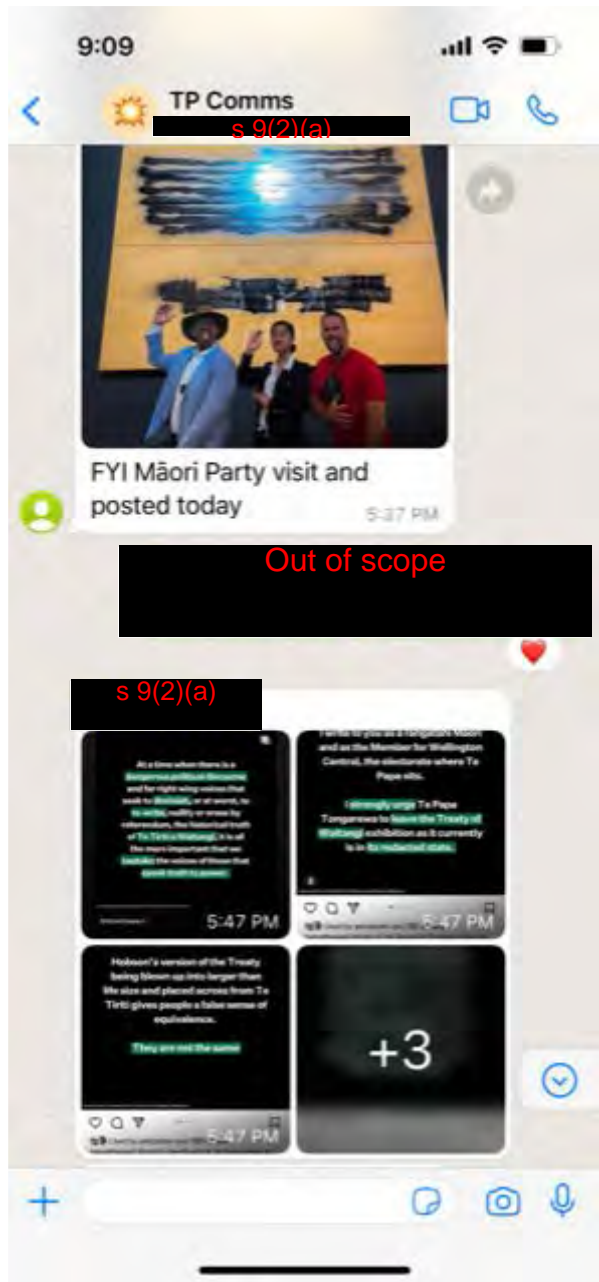 9:09
TP Comms
s 9(2)(a)
FYI Māori Party visit and
posted today
5:37 PM
Out of scope
s 9(2)(a)
At a time when there is a
dangerous political
and far right wing voices that
seek to or at worst, to
re-write, reality or erase by
referendum, the historical truth
of Te Tiriti o Waitangi, it is all
the more important that we
the voices of those that
speak truth to power.
5:47 PM
I write to you as a Tangata Moana
and as the Member for Wellington
Central, the electorate where Te
Papa sits.
I strongly urge Te Papa
Tongarewa to leave the Treaty of
Waitangi exhibition as it currently
is in its redacted state.
5:47 PM
Hobson's version of the Treaty
being blown up into larger than
life size and placed across from Te
Tiriti gives people a false sense of
equivalence.
They are not the same
5:47 PM
+3